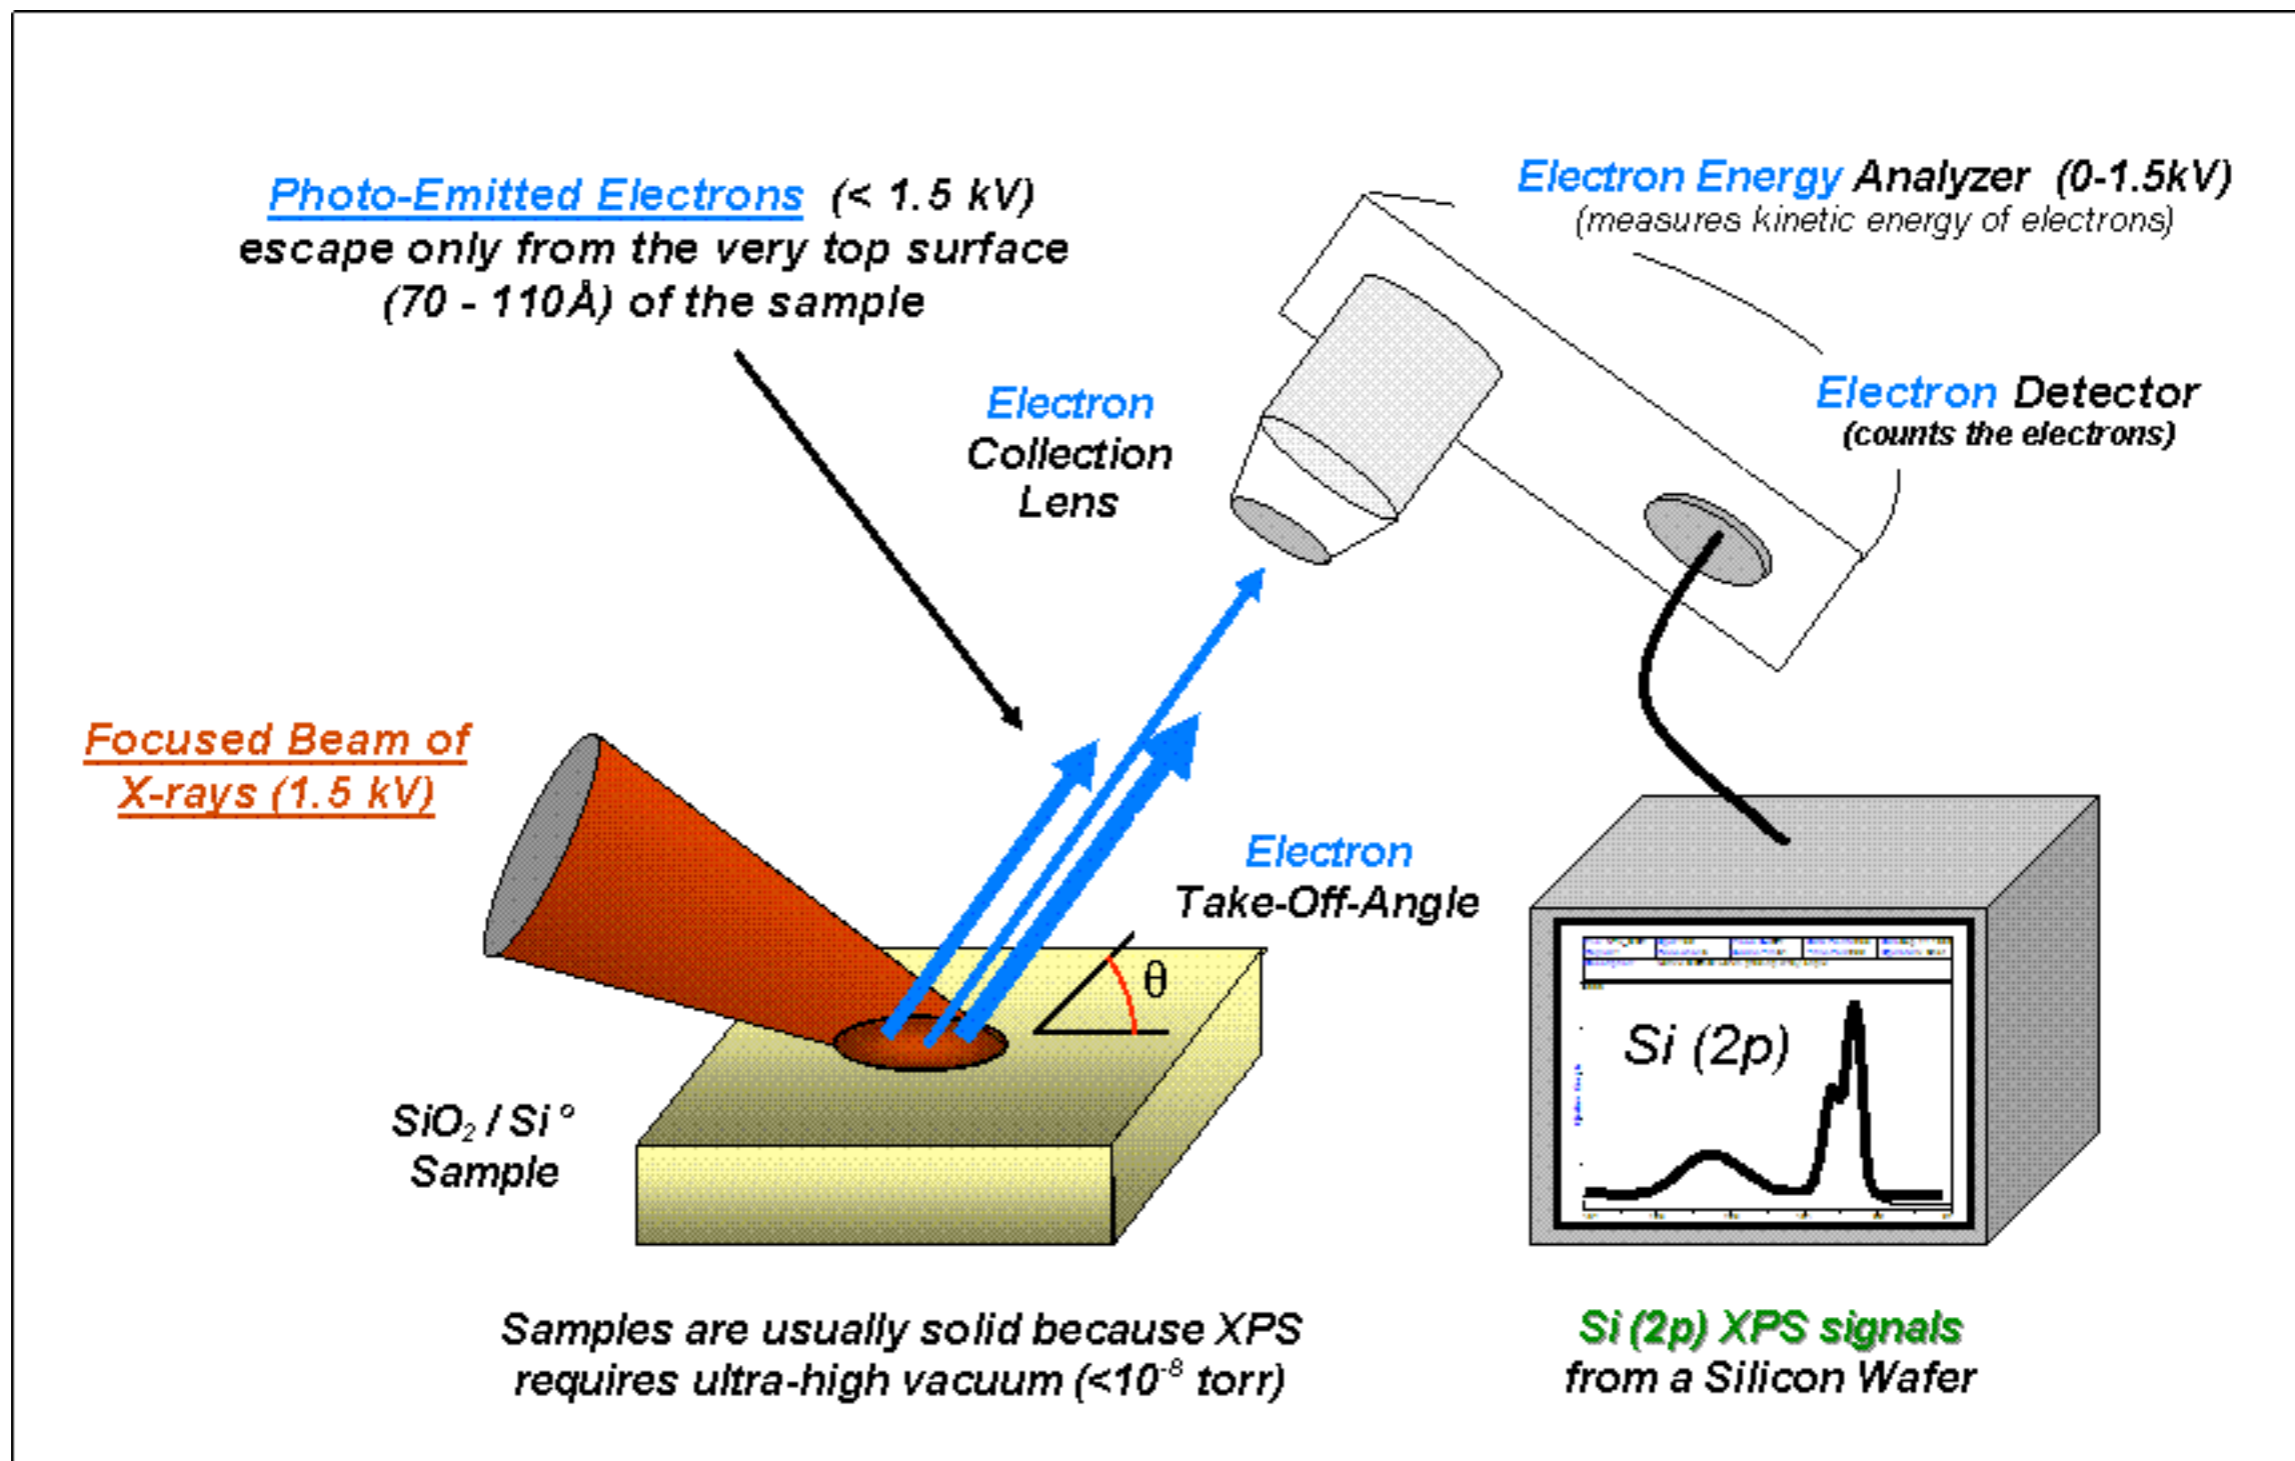 Photo-Emitted Electrons (< 1.5 kV)
escape only from the very top surface
(70 - 110Å) of the sample
Electron Energy Analyzer (0-1.5kV)
(measures kinetic energy of electrons)
Electron
Collection
Lens
Electron Detector
(counts the electrons)
Focused Beam of
X-rays (1.5 kV)
Electron
Take-Off-Angle
θ
SiO₂ / Si °
Sample
Si (2p)
Samples are usually solid because XPS
requires ultra-high vacuum (<10⁻⁸ torr)
Si (2p) XPS signals
from a Silicon Wafer